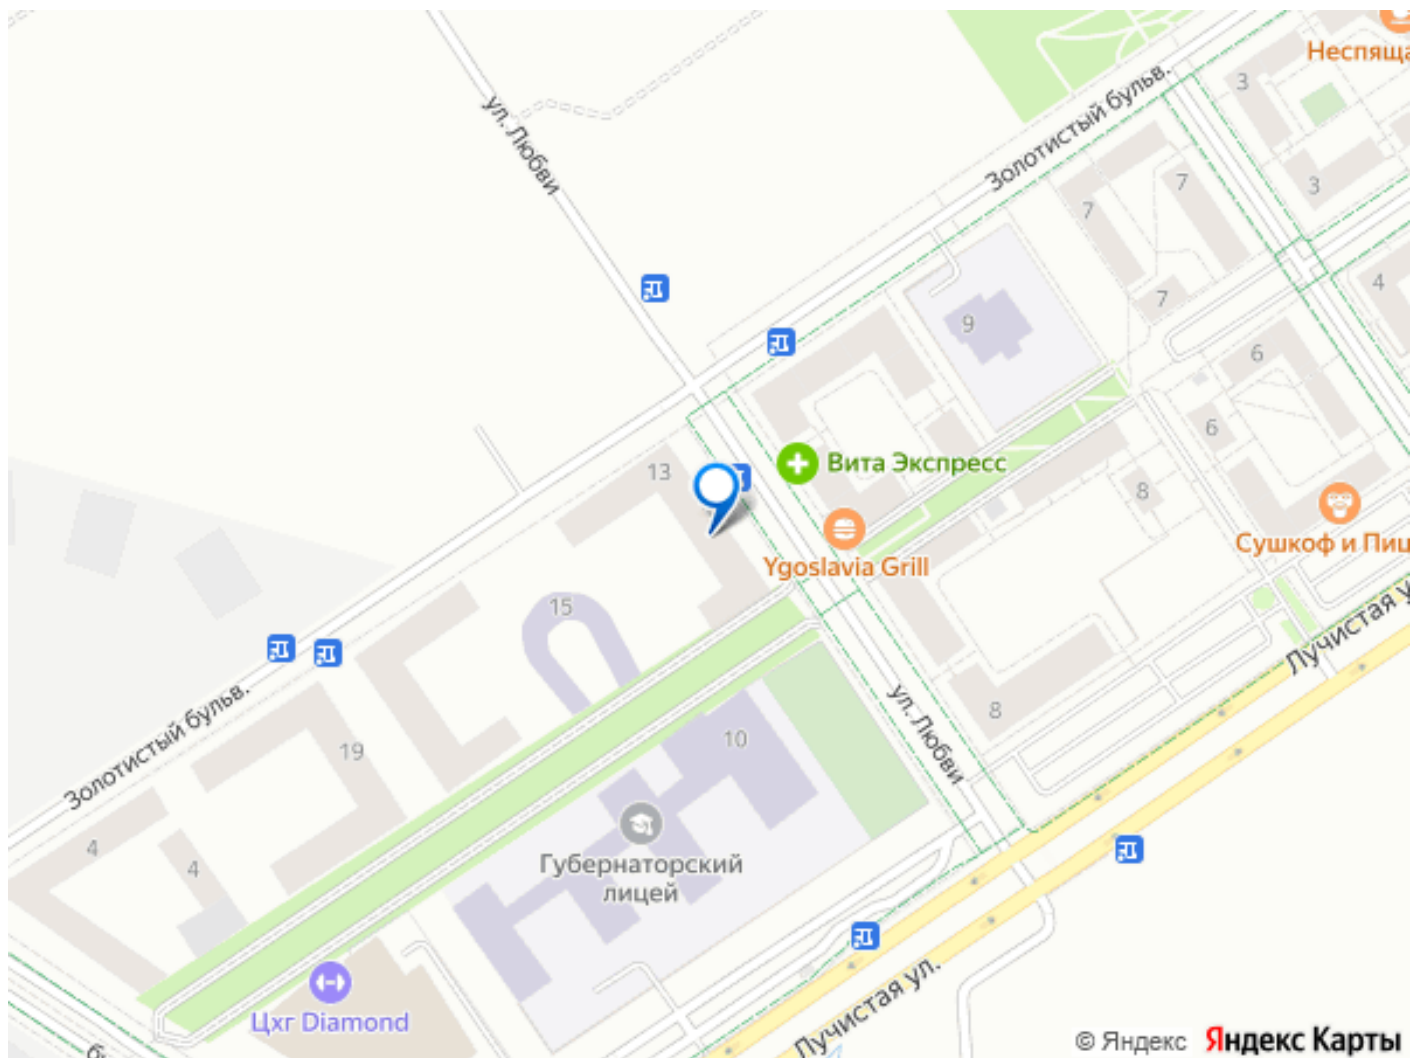 Неспяща
3
Золотистый бульв.
ул. Любви
7
3
7
4
7
9
6
6
13
Вита Экспресс
8
Ygoslavia Grill
Сушкоф и Пиц
15
Лучистая у
8
ул. Любви
10
19
Золотистый бульв.
4
4
Губернаторский
лицей
Лучистая ул.
Цхг Diamond
б
© Яндекс Яндекс Карты